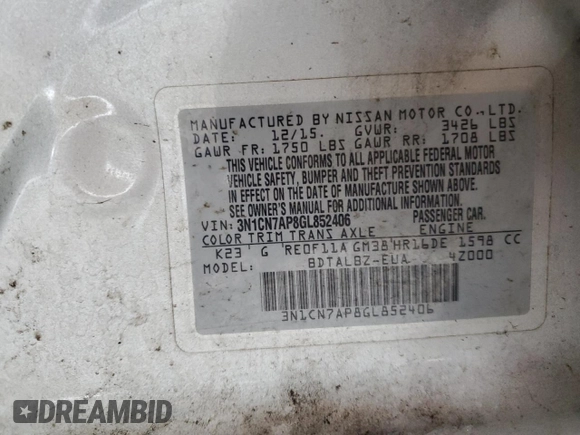 MANUFACTURED BY NISSAN MOTOR CO.,LTD.
DATE: 12/15. GVWR: 3426 LBS
GAWR FR: 1750 LBS GAWR RR: 1708 LBS
THIS VEHICLE CONFORMS TO ALL APPLICABLE FEDERAL MOTOR
VEHICLE SAFETY, BUMPER AND THEFT PREVENTION STANDARDS
IN EFFECT ON THE DATE OF MANUFACTURE SHOWN ABOVE.
SEE OWNER'S MANUAL FOR ADDITIONAL INFORMATION.
VIN: 3N1CN7AP8GL852406 PASSENGER CAR.
COLOR TRIM TRANS AXLE ENGINE
K23 G RE0F11A GM38 HR16DE 1598 CC
MODEL: BDTALBZ-EUA 4Z000
3N1CN7AP8GL852406
DREAMBID